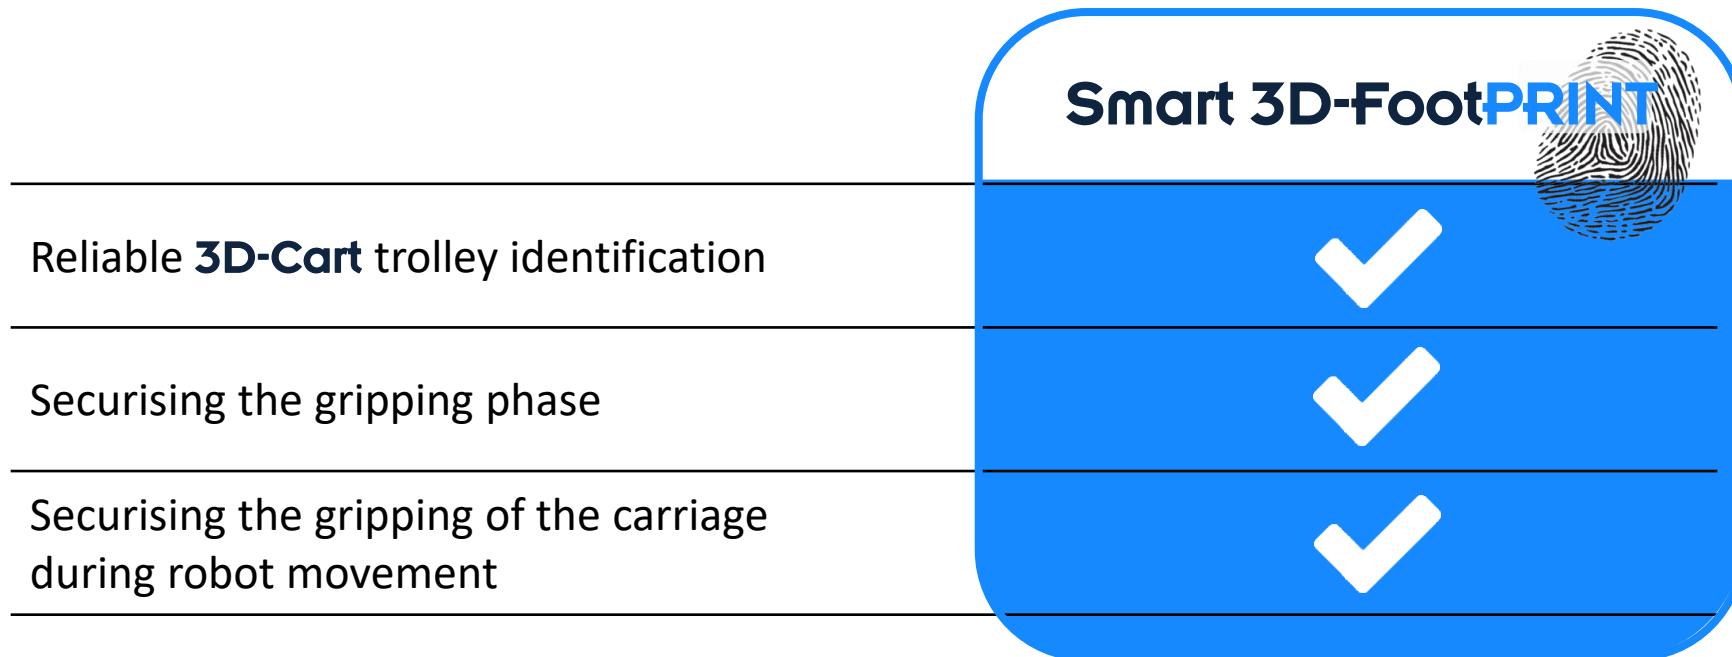 Smart 3D-FootPRINT
Reliable 3D-Cart trolley identification
Securising the gripping phase
Securising the gripping of the carriage
during robot movement